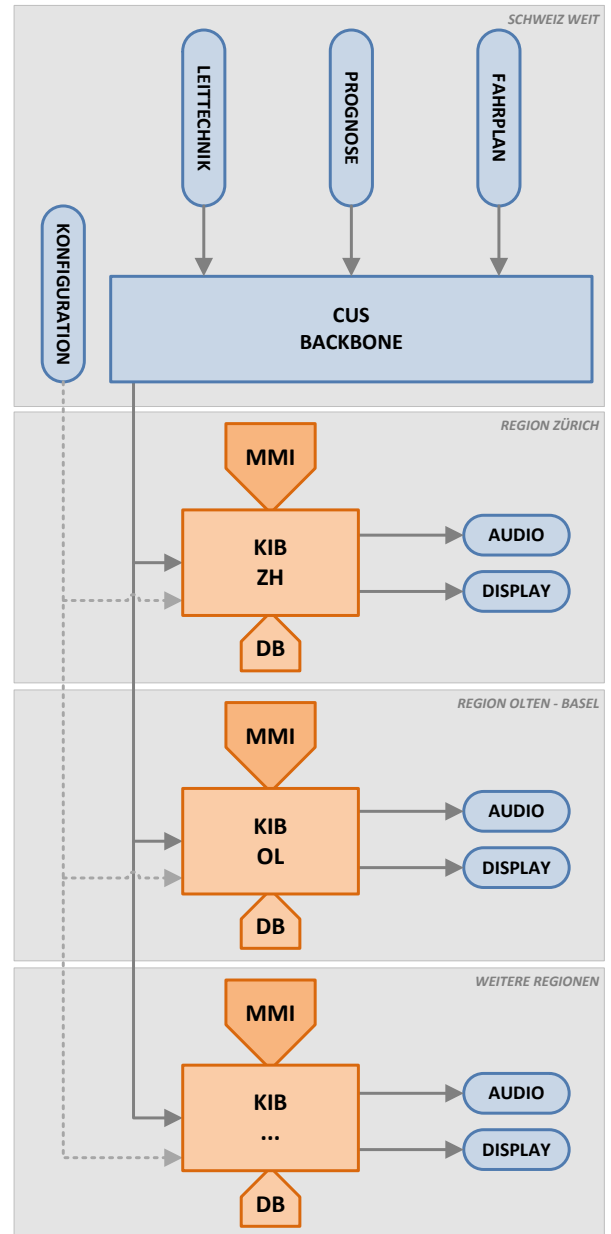 SCHWEIZ WEIT
LEITTECHNIK
PROGNOSE
FAHRPLAN
KONFIGURATION
CUS
BACKBONE
REGION ZÜRICH
MMI
KIB
ZH
AUDIO
DISPLAY
DB
REGION OLTEN - BASEL
MMI
KIB
OL
AUDIO
DISPLAY
DB
WEITERE REGIONEN
MMI
KIB
...
AUDIO
DISPLAY
DB